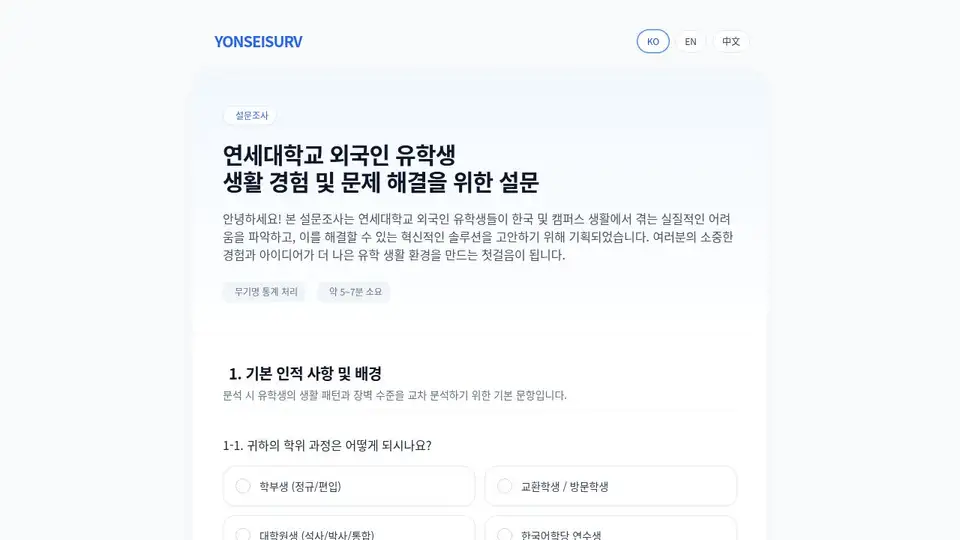 YONSEISURV
KO
EN
中文
설문조사
연세대학교 외국인 유학생
생활 경험 및 문제 해결을 위한 설문
안녕하세요! 본 설문조사는 연세대학교 외국인 유학생들이 한국 및 캠퍼스 생활에서 겪는 실질적인 어려
움을 파악하고, 이를 해결할 수 있는 혁신적인 솔루션을 고안하기 위해 기획되었습니다. 여러분의 소중한
경험과 아이디어가 더 나은 유학 생활 환경을 만드는 첫걸음이 됩니다.
무기명 통계 처리
약 5~7분 소요
1. 기본 인적 사항 및 배경
분석 시 유학생의 생활 패턴과 장벽 수준을 교차 분석하기 위한 기본 문항입니다.
1-1. 귀하의 학위 과정은 어떻게 되시나요?
학부생 (정규/편입)
교환학생 / 방문학생
대학원생 (석사/박사/통합)
한국어학당 연수생